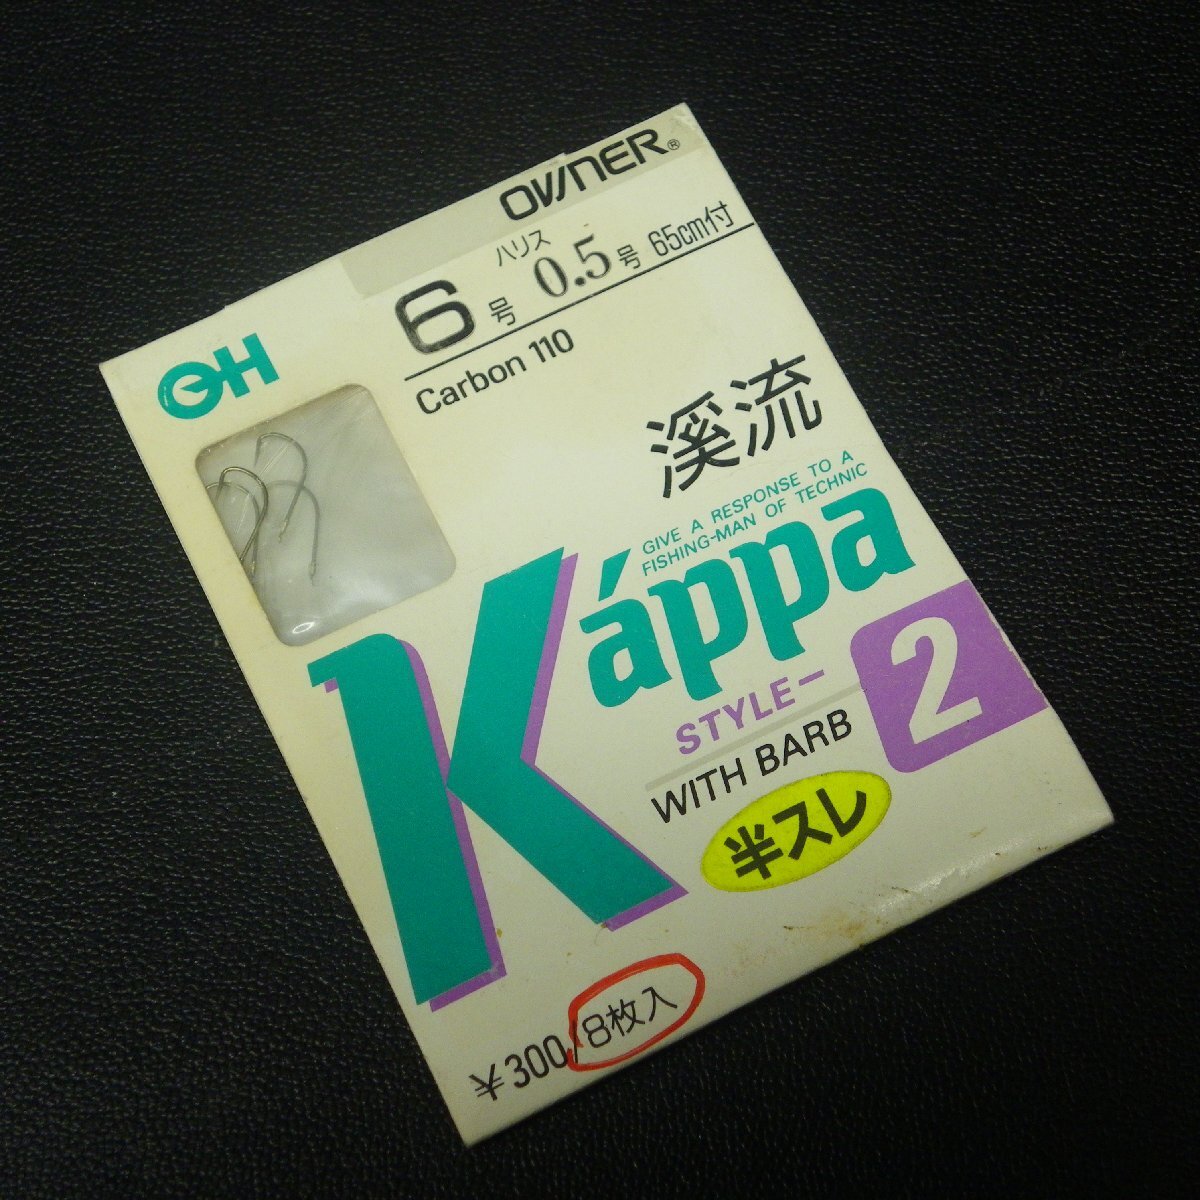 OWNER®
6号 ハリス 0.5号 65cm付
Carbon 110
OH
溪流
GIVE A RESPONSE TO A
FISHING-MAN OF TECHNIC
Káppa
STYLE-2
WITH BARB
半スレ
¥300/8枚入